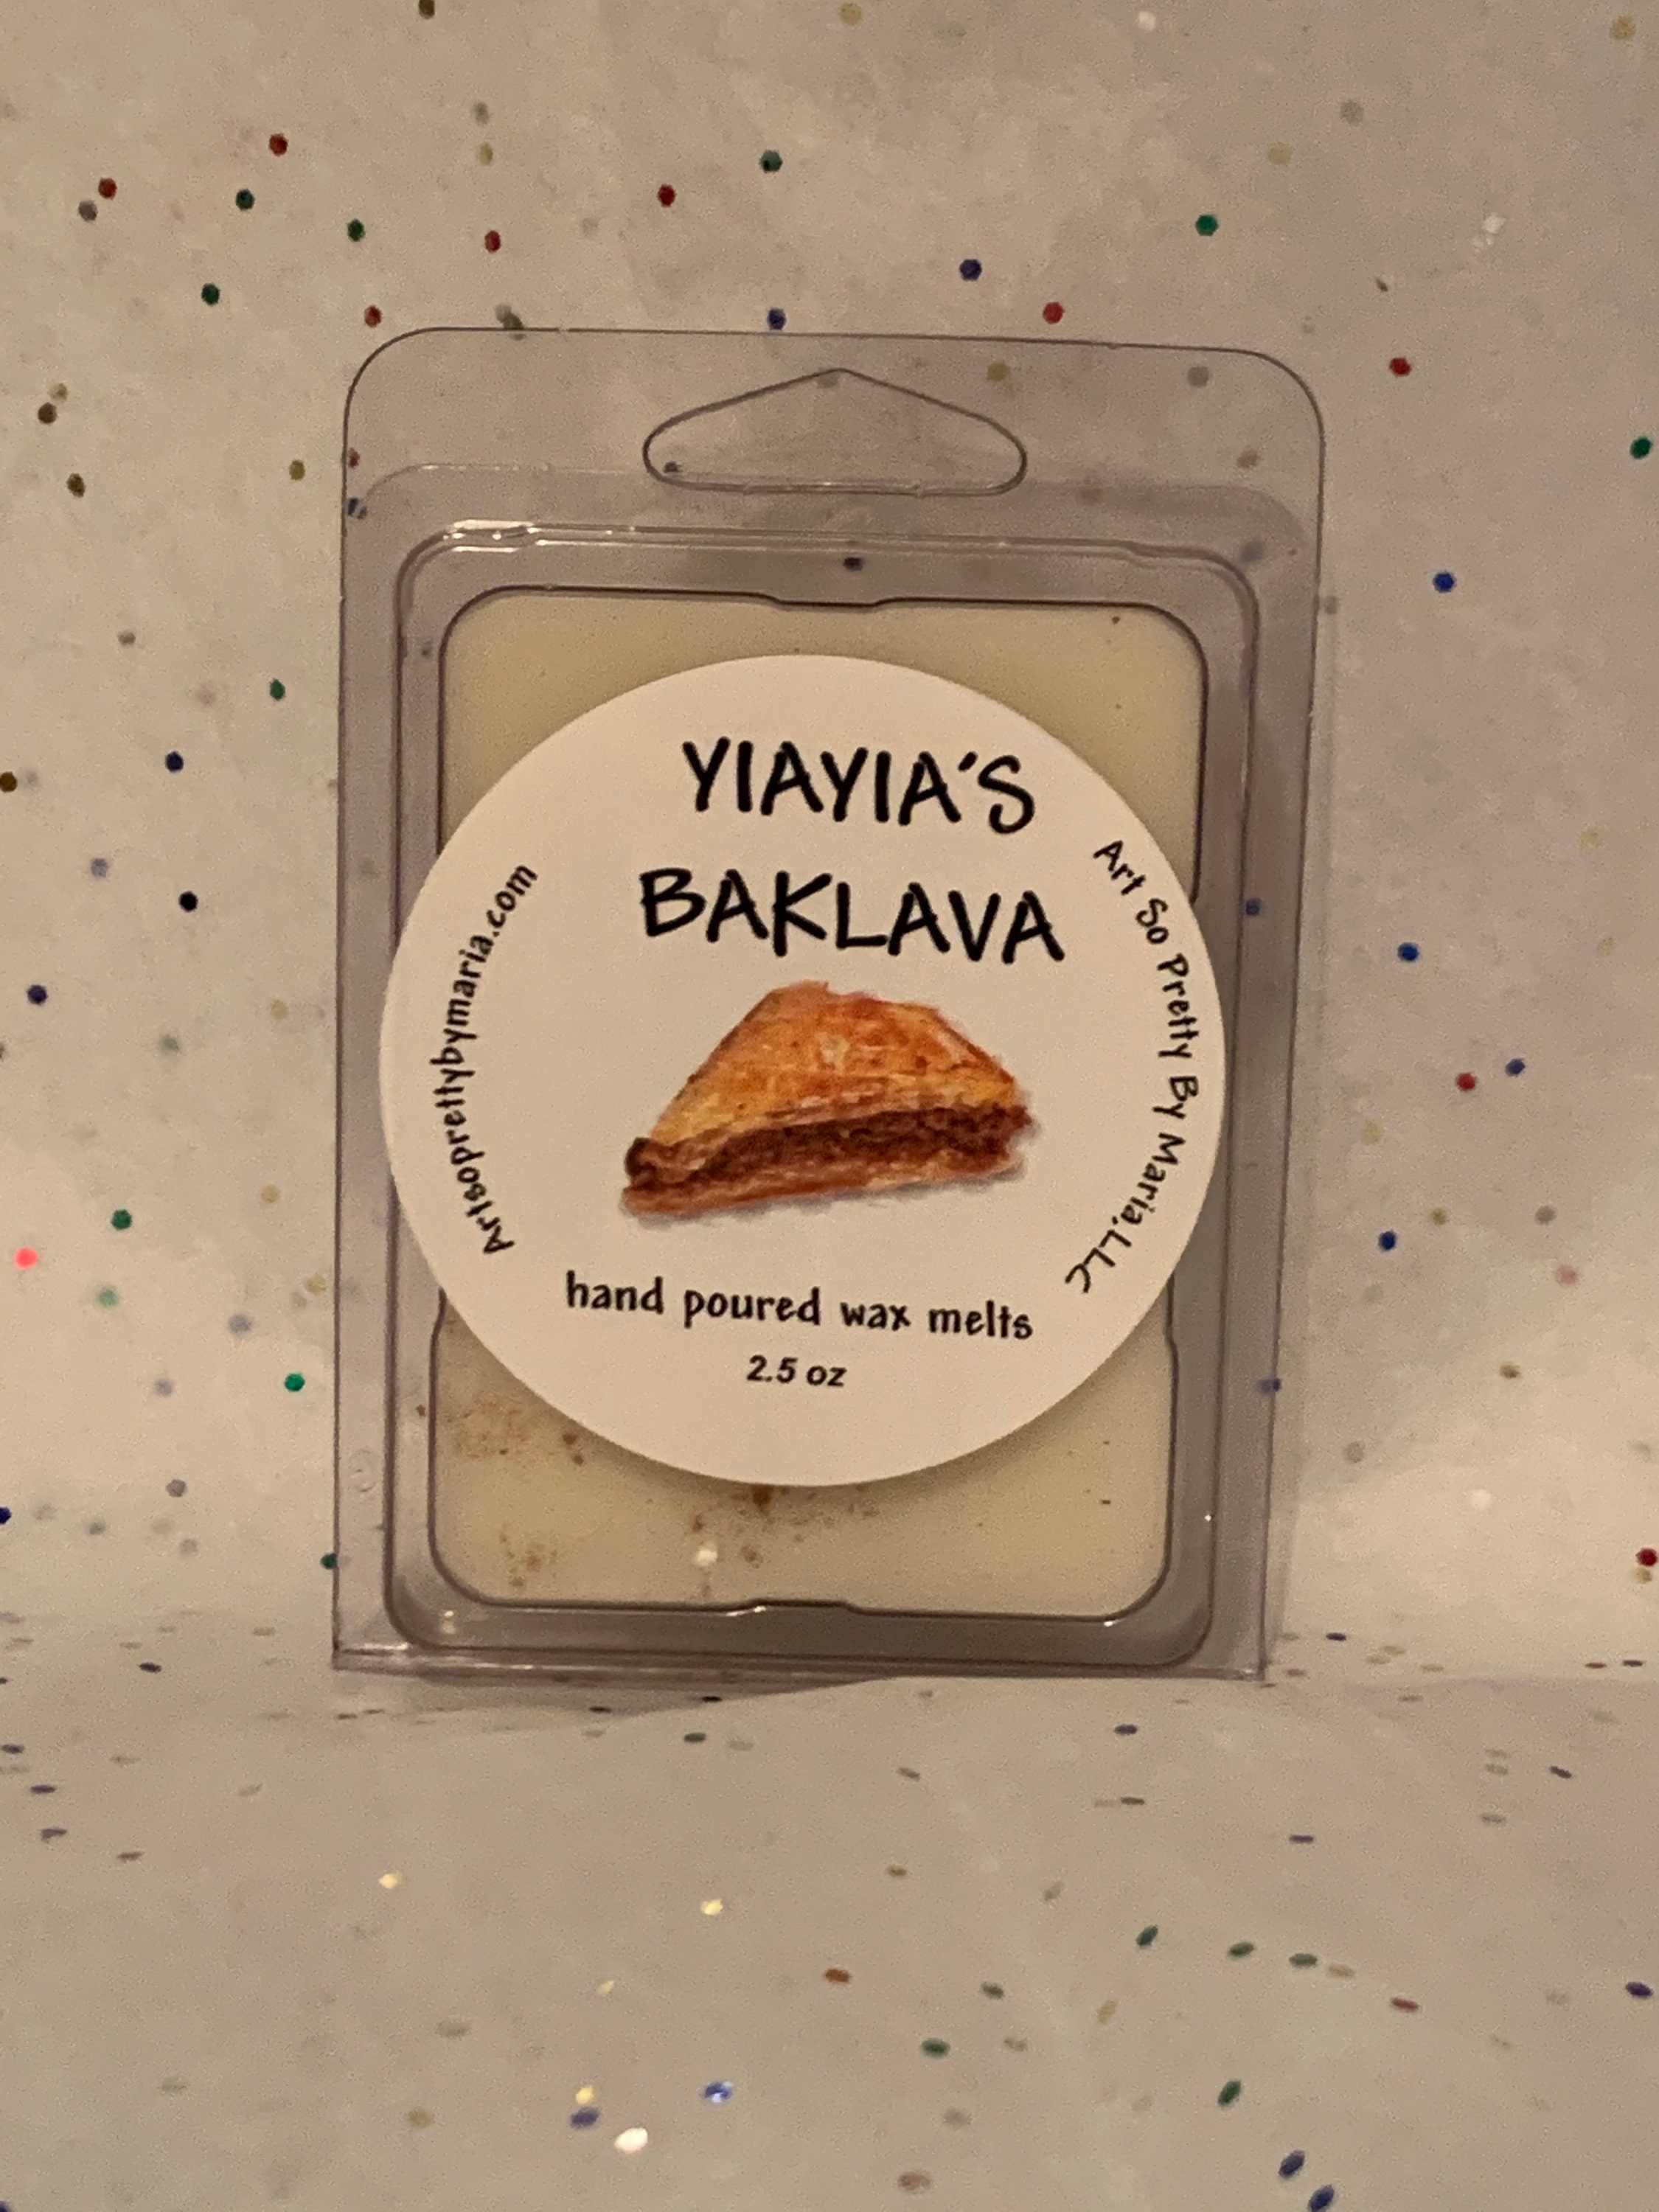 YIAYIA'S
BAKLAVA
Artsoprettybymaria.com
Art So Pretty By Maria,LLC
hand poured wax melts
2.5 oz